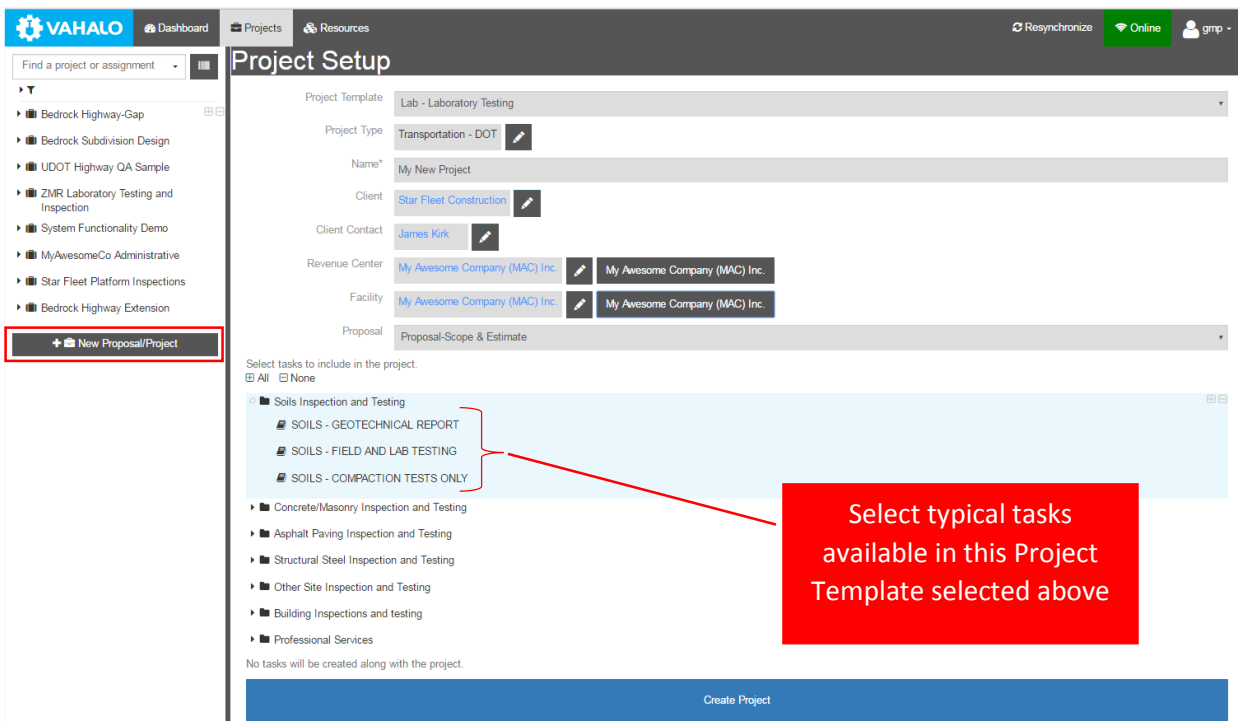 VAHALO
Dashboard
Projects
Resources
Resynchronize
Online
gmp
Find a project or assignment
Project Setup
Bedrock Highway-Gap
Bedrock Subdivision Design
UDOT Highway QA Sample
ZMR Laboratory Testing and
Inspection
System Functionality Demo
MyAwesomeCo Administrative
Star Fleet Platform Inspections
Bedrock Highway Extension
New Proposal/Project
Project Template
Lab - Laboratory Testing
Project Type
Transportation - DOT
Name*
My New Project
Client
Star Fleet Construction
Client Contact
James Kirk
Revenue Center
My Awesome Company (MAC) Inc.
My Awesome Company (MAC) Inc.
Facility
My Awesome Company (MAC) Inc.
My Awesome Company (MAC) Inc.
Proposal
Proposal-Scope & Estimate
Select tasks to include in the project.
All None
Soils Inspection and Testing
SOILS - GEOTECHNICAL REPORT
SOILS - FIELD AND LAB TESTING
SOILS - COMPACTION TESTS ONLY
Concrete/Masonry Inspection and Testing
Asphalt Paving Inspection and Testing
Structural Steel Inspection and Testing
Other Site Inspection and Testing
Building Inspections and testing
Professional Services
No tasks will be created along with the project.
Create Project
Select typical tasks
available in this Project
Template selected above